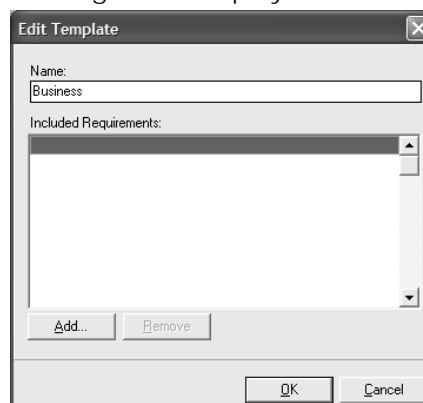 Edit Template
Name:
Business
Included Requirements:
Add...
Remove
OK
Cancel